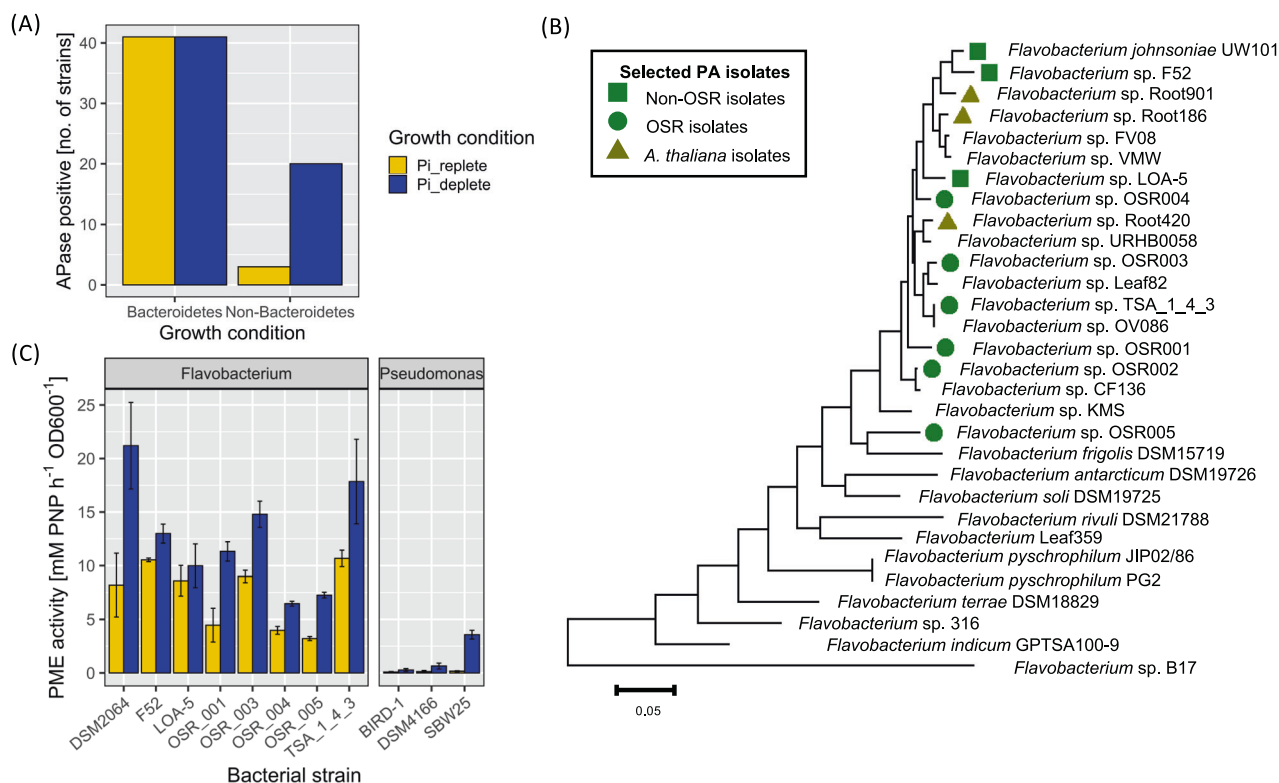 (A)
40
30
20
10
0
APase positive [no. of strains]
Bacteroidetes Non-Bacteroidetes
Growth condition
Growth condition
Pi_replete
Pi_deplete
(B)
Selected PA isolates
Non-OSR isolates
OSR isolates
A. thaliana isolates
Flavobacterium johnsoniae UW101
Flavobacterium sp. F52
Flavobacterium sp. Root901
Flavobacterium sp. Root186
Flavobacterium sp. FV08
Flavobacterium sp. VMW
Flavobacterium sp. LOA-5
Flavobacterium sp. OSR004
Flavobacterium sp. Root420
Flavobacterium sp. URHB0058
Flavobacterium sp. OSR003
Flavobacterium sp. Leaf82
Flavobacterium sp. TSA_1_4_3
Flavobacterium sp. OV086
Flavobacterium sp. OSR001
Flavobacterium sp. OSR002
Flavobacterium sp. CF136
Flavobacterium sp. KMS
Flavobacterium sp. OSR005
Flavobacterium frigolis DSM15719
Flavobacterium antarcticum DSM19726
Flavobacterium soli DSM19725
Flavobacterium rivuli DSM21788
Flavobacterium Leaf359
Flavobacterium pyschrophilum JIP02/86
Flavobacterium pyschrophilum PG2
Flavobacterium terrae DSM18829
Flavobacterium sp. 316
Flavobacterium indicum GPTSA100-9
Flavobacterium sp. B17
0.05
(C)
Flavobacterium
Pseudomonas
25
20
15
10
5
0
PME activity [mM PNP h⁻¹ OD600⁻¹]
DSM2064
F52
LOA-5
OSR_001
OSR_003
OSR_004
OSR_005
TSA_1_4_3
BIRD-1
DSM4166
SBW25
Bacterial strain